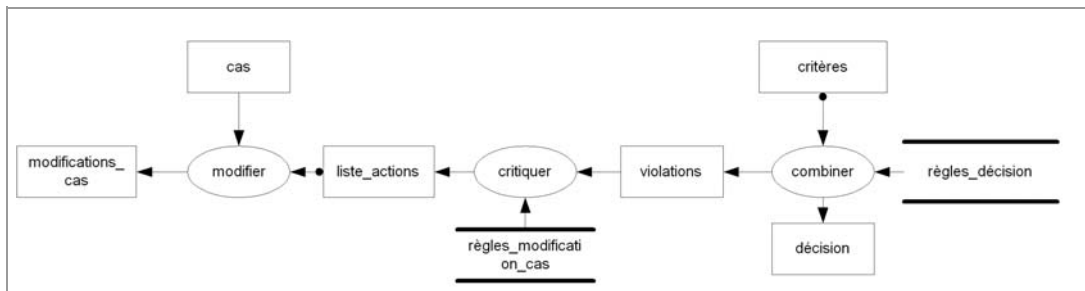 cas
critères
modifications_
cas
modifier
liste_actions
critiquer
violations
combiner
règles_décision
règles_modificati
on_cas
décision